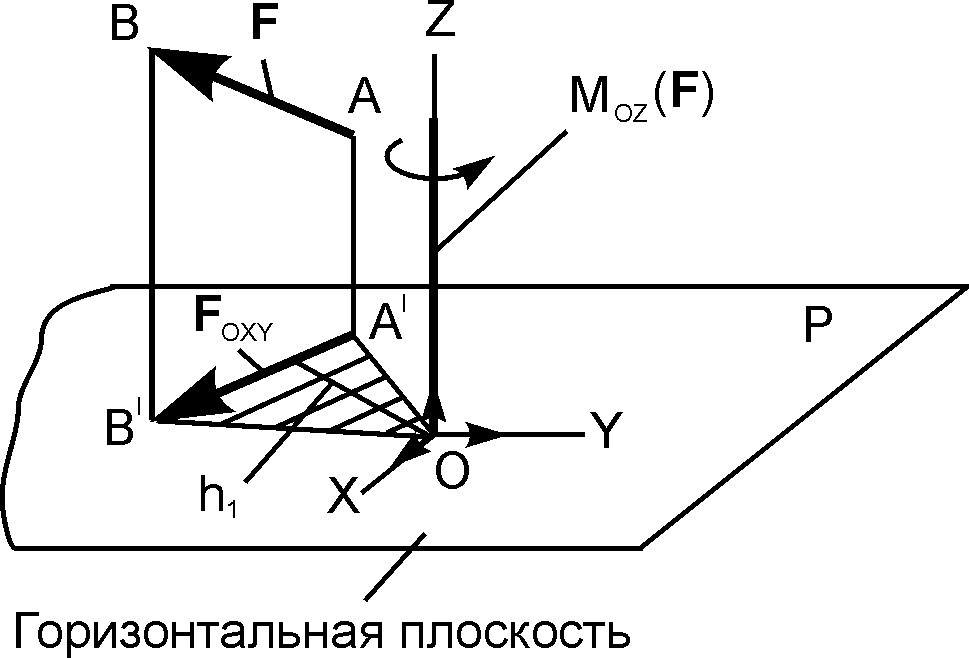 B F Z
A M_OZ(F)
F_OXY A^I P
B^I Y
X O
h_1
Горизонтальная плоскость